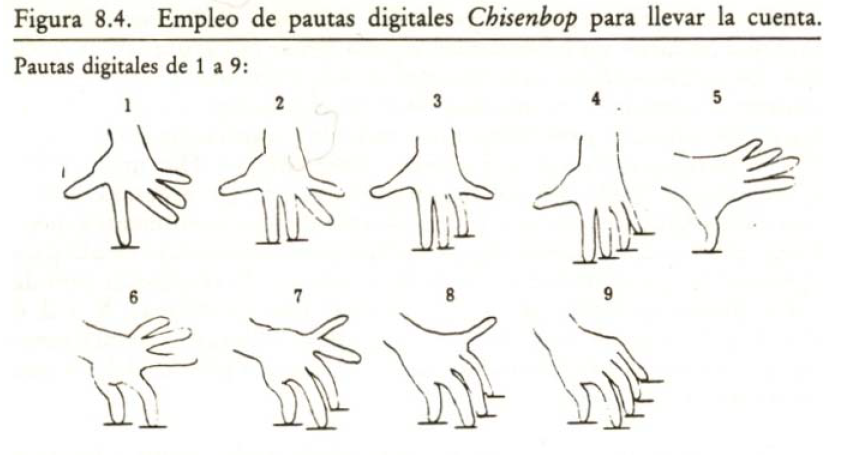 Figura 8.4. Empleo de pautas digitales Chisenbop para llevar la cuenta.
Pautas digitales de 1 a 9:
1 2 3 4 5
6 7 8 9